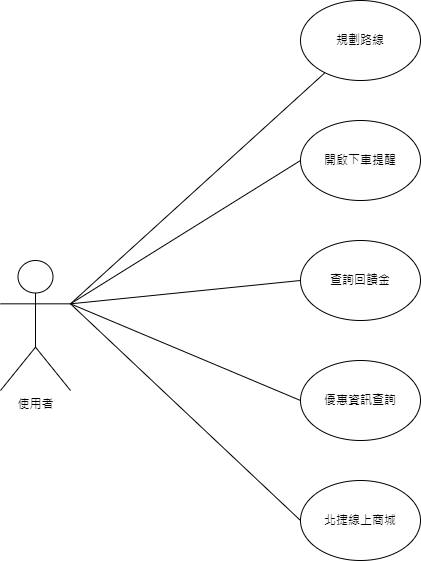 規劃路線
開啟下車提醒
查詢回饋金
優惠資訊查詢
使用者
北捷線上商城